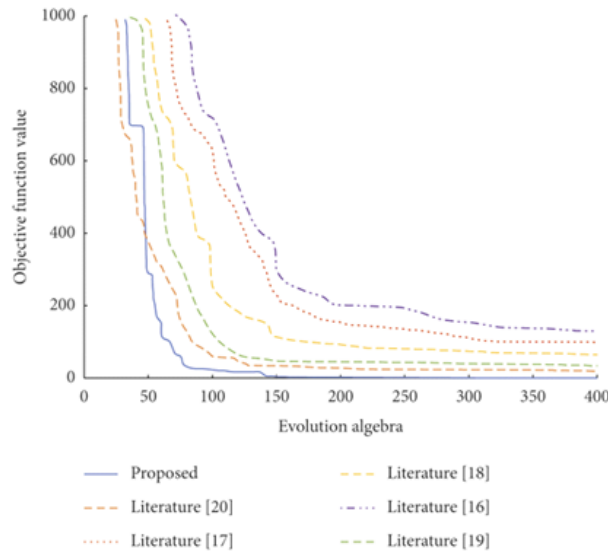 1000
800
600
400
200
0
Objective function value
0 50 100 150 200 250 300 350 400
Evolution algebra
Proposed
Literature [20]
Literature [17]
Literature [18]
Literature [16]
Literature [19]